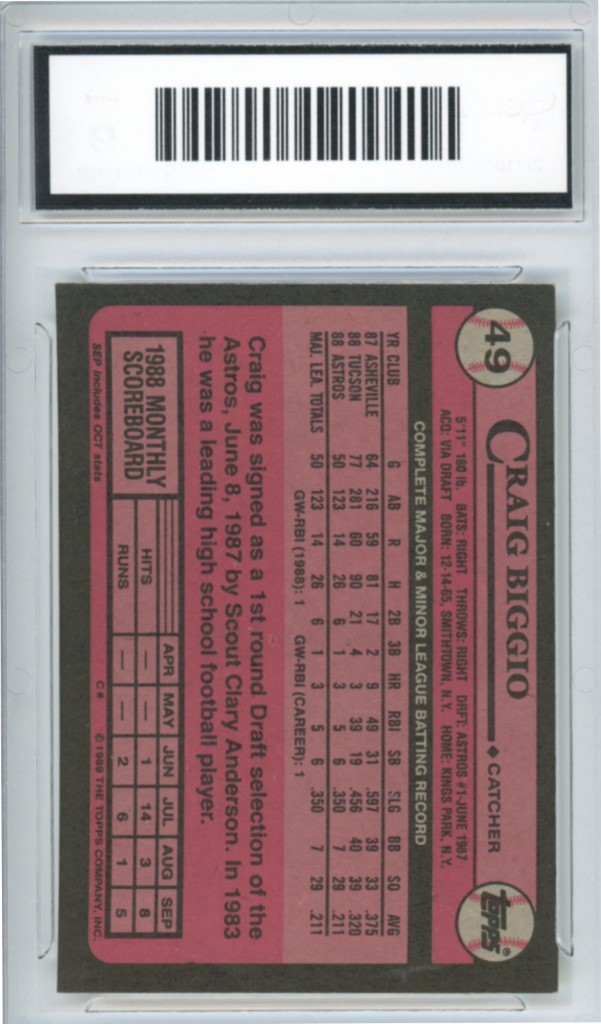 49
CRAIG BIGGIO ♦ CATCHER
TOPPS®
5'11" 180 lb. BATS: RIGHT THROWS: RIGHT DRFT: ASTROS #1-JUNE 1987
ACQ: VIA DRAFT BORN: 12-14-65, SMITHTOWN, N.Y. HOME: KINGS PARK, N.Y.
COMPLETE MAJOR & MINOR LEAGUE BATTING RECORD
YR CLUB G AB R H 2B 3B HR RBI SB SLG BB SO AVG
87 ASHEVILLE 64 216 59 81 17 2 9 49 31 .597 39 33 .375
88 TUCSON 77 281 60 90 21 4 3 39 19 .456 40 39 .320
88 ASTROS 50 123 14 26 6 1 3 5 6 .350 7 29 .211
MAJ. LEA. TOTALS 50 123 14 26 6 1 3 5 6 .350 7 29 .211
GW-RBI (1988): 1 GW-RBI (CAREER): 1
Craig was signed as a 1st round Draft selection of the
Astros, June 8, 1987 by Scout Clary Anderson. In 1983
he was a leading high school football player.
1988 MONTHLY
SCOREBOARD
APR MAY JUN JUL AUG SEP
HITS — — 1 14 3 8
RUNS — — 2 6 1 5
SEP includes OCT stats
C* © 1989 THE TOPPS COMPANY, INC.